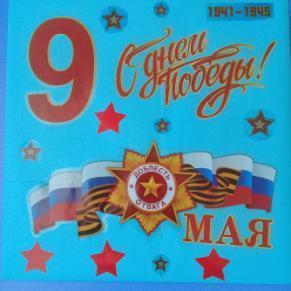 1941-1945
9
С днем
Победы!
ДОБЛЕСТЬ
ОТВАГА
МАЯ